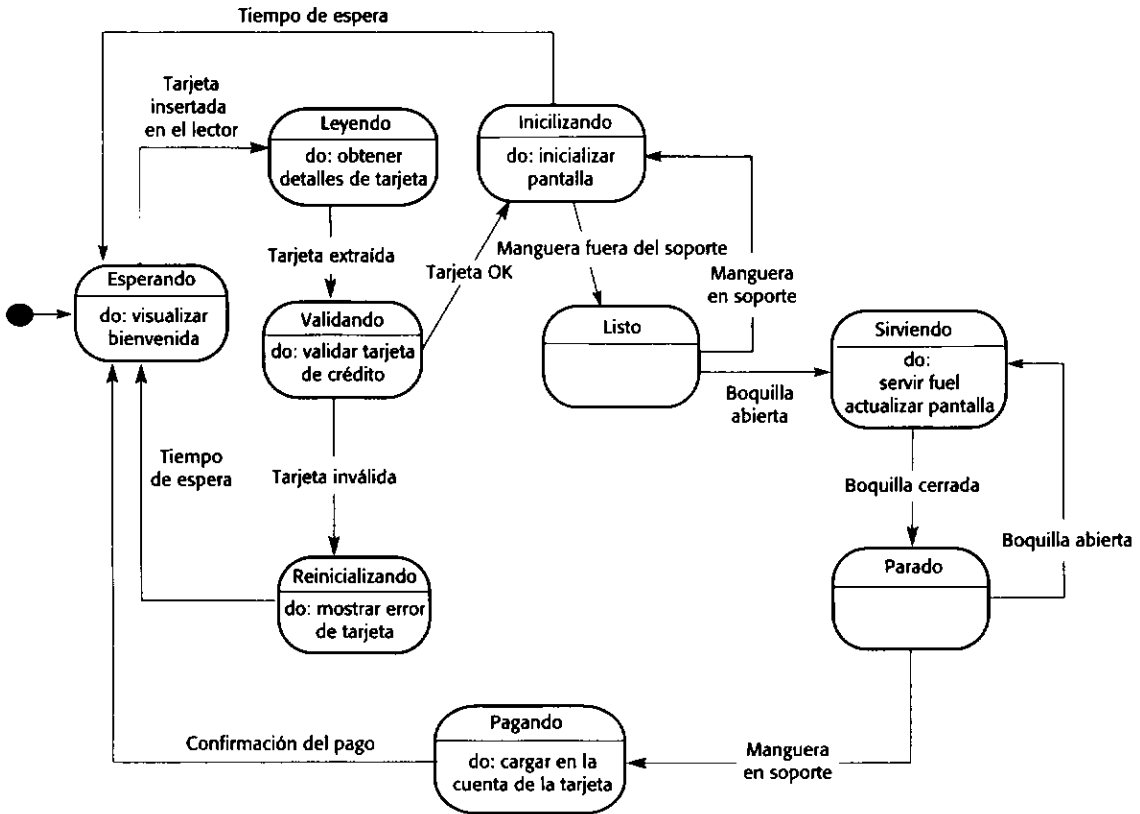 Tiempo de espera
Tarjeta
insertada
en el lector
Leyendo
do: obtener
detalles de tarjeta
Inicilizando
do: inicializar
pantalla
Tarjeta extraída
Tarjeta OK
Manguera fuera del soporte
Manguera
en soporte
Esperando
do: visualizar
bienvenida
Validando
do: validar tarjeta
de crédito
Listo
Sirviendo
do:
servir fuel
actualizar pantalla
Boquilla
abierta
Tiempo
de espera
Tarjeta inválida
Boquilla cerrada
Boquilla abierta
Reinicializando
do: mostrar error
de tarjeta
Parado
Confirmación del pago
Pagando
do: cargar en la
cuenta de la tarjeta
Manguera
en soporte